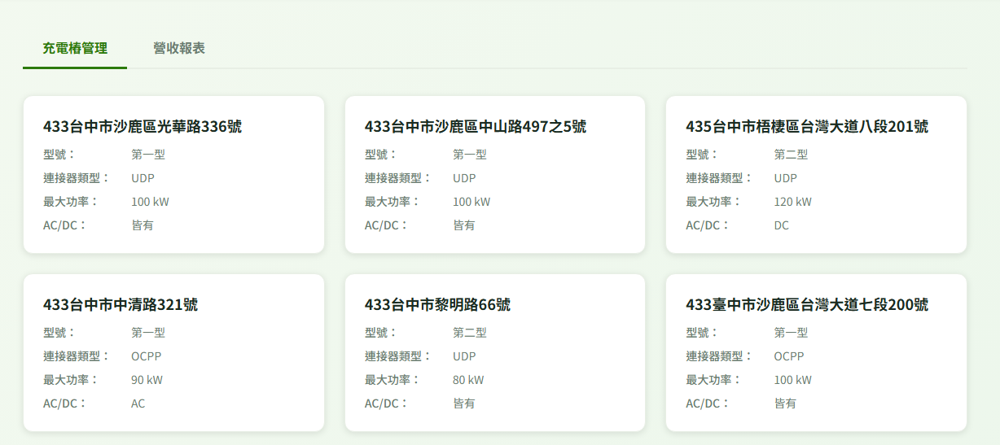 充電樁管理
營收報表
433台中市沙鹿區光華路336號
型號： 第一型
連接器類型： UDP
最大功率： 100 kW
AC/DC： 皆有
433台中市沙鹿區中山路497之5號
型號： 第一型
連接器類型： UDP
最大功率： 100 kW
AC/DC： 皆有
435台中市梧棲區台灣大道八段201號
型號： 第二型
連接器類型： UDP
最大功率： 120 kW
AC/DC： DC
433台中市中清路321號
型號： 第一型
連接器類型： OCPP
最大功率： 90 kW
AC/DC： AC
433台中市黎明路66號
型號： 第二型
連接器類型： UDP
最大功率： 80 kW
AC/DC： 皆有
433臺中市沙鹿區台灣大道七段200號
型號： 第一型
連接器類型： OCPP
最大功率： 100 kW
AC/DC： 皆有